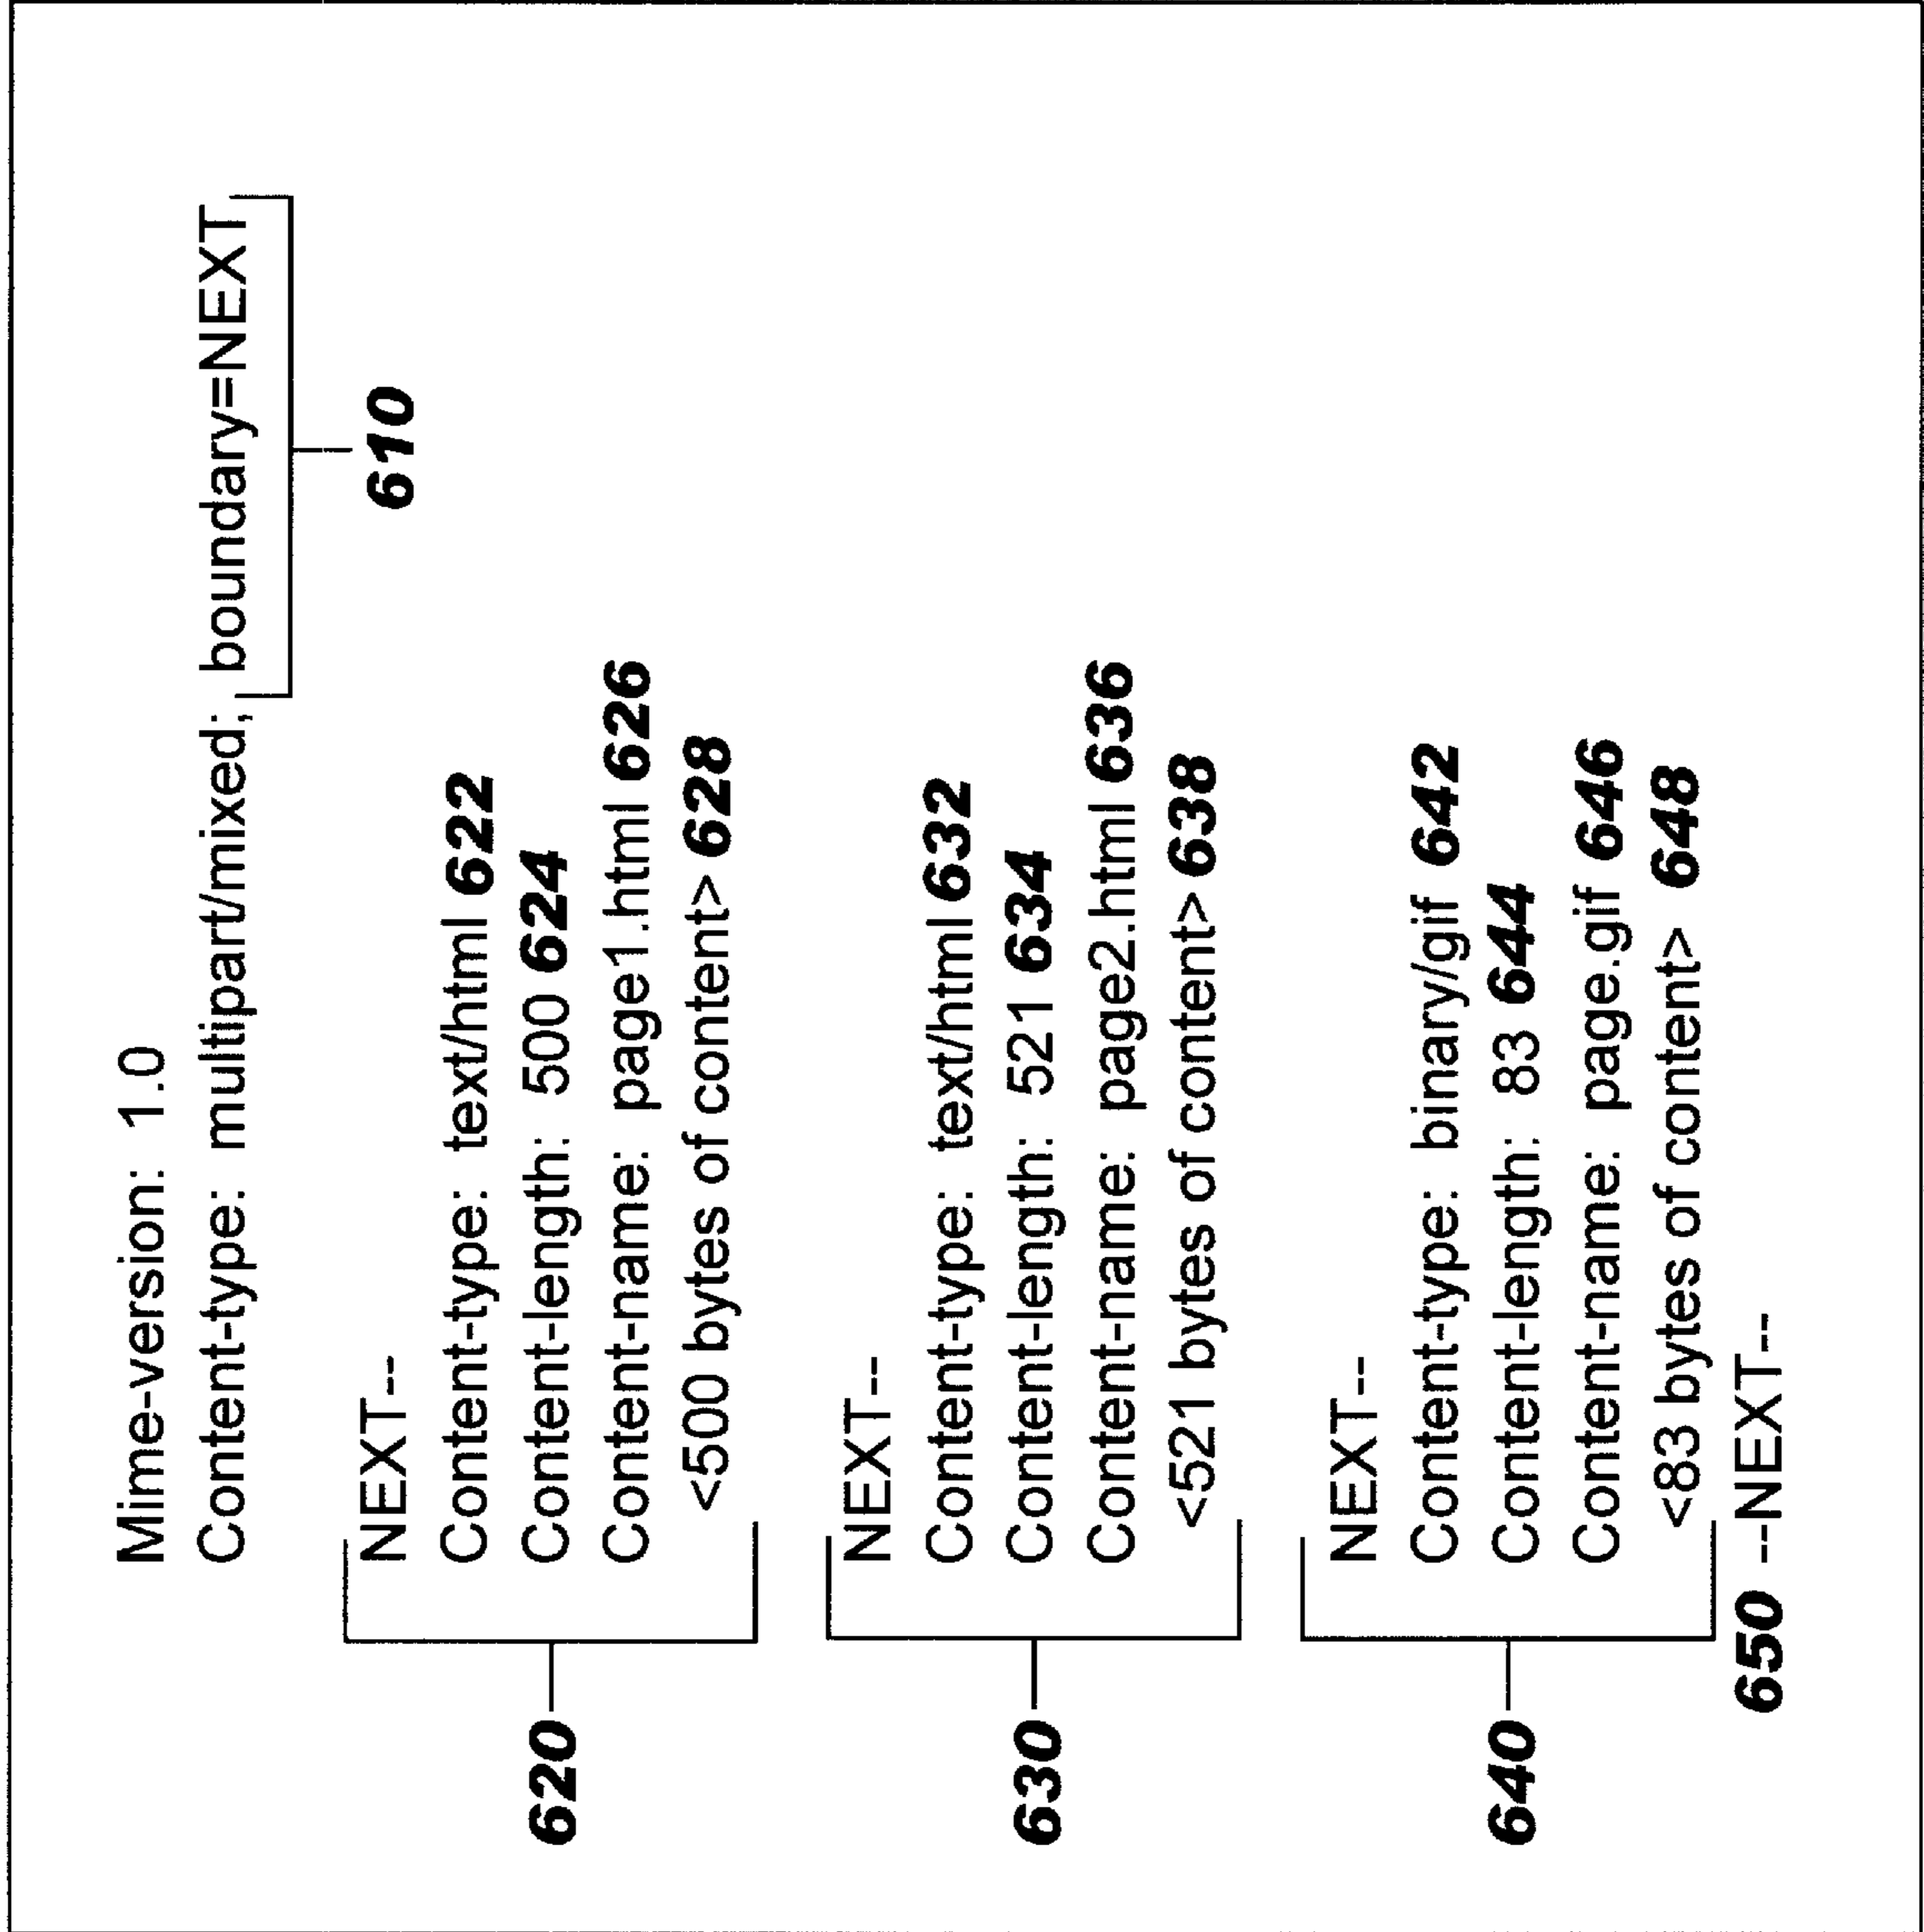 Mime-version: 1.0
Content-type: multipart/mixed; boundary=NEXT
610
NEXT--
Content-type: text/html 622
Content-length: 500 624
Content-name: page1.html 626
<500 bytes of content> 628
620
NEXT--
Content-type: text/html 632
Content-length: 521 634
Content-name: page2.html 636
<521 bytes of content> 638
630
NEXT--
Content-type: binary/gif 642
Content-length: 83 644
Content-name: page.gif 646
<83 bytes of content> 648
640
650 --NEXT--